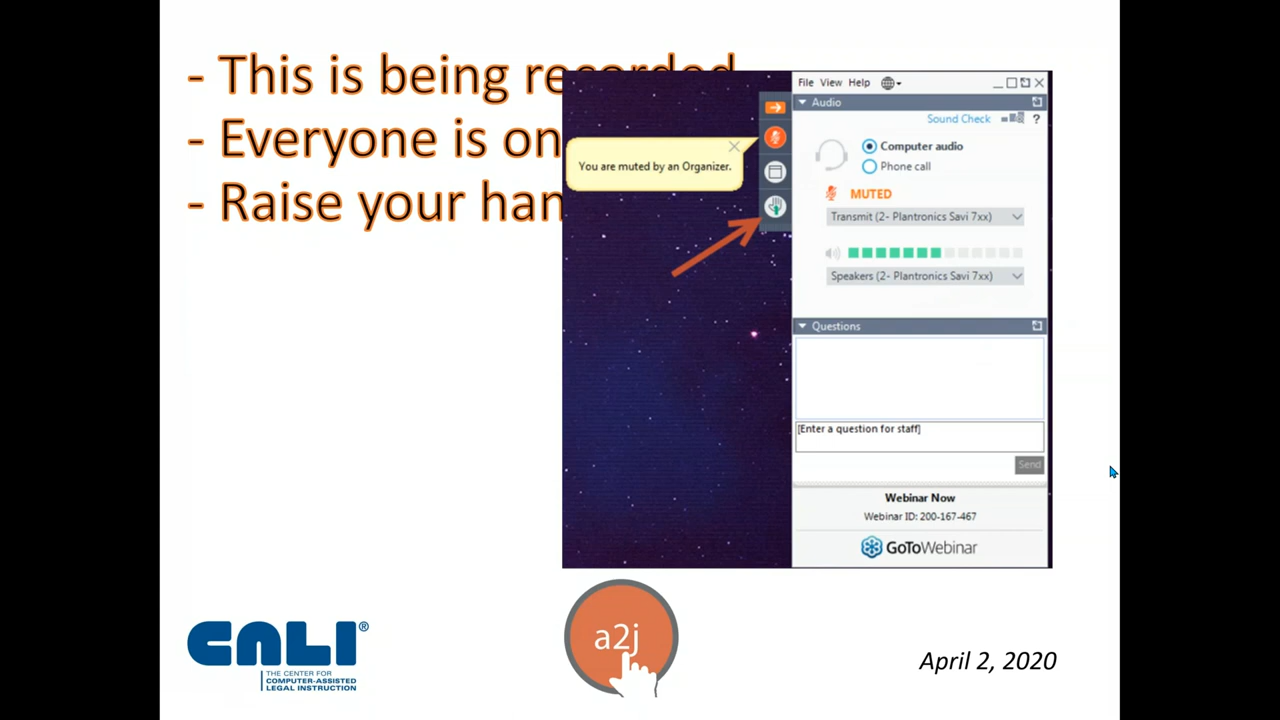 - This is being recorded
- Everyone is on
- Raise your han
File View Help
Audio
Sound Check ?
Computer audio
Phone call
You are muted by an Organizer.
MUTED
Transmit (2- Plantronics Savi 7xx)
Speakers (2- Plantronics Savi 7xx)
Questions
[Enter a question for staff]
Send
Webinar Now
Webinar ID: 200-167-467
GoToWebinar
CALI®
THE CENTER FOR
COMPUTER-ASSISTED
LEGAL INSTRUCTION
a2j
April 2, 2020